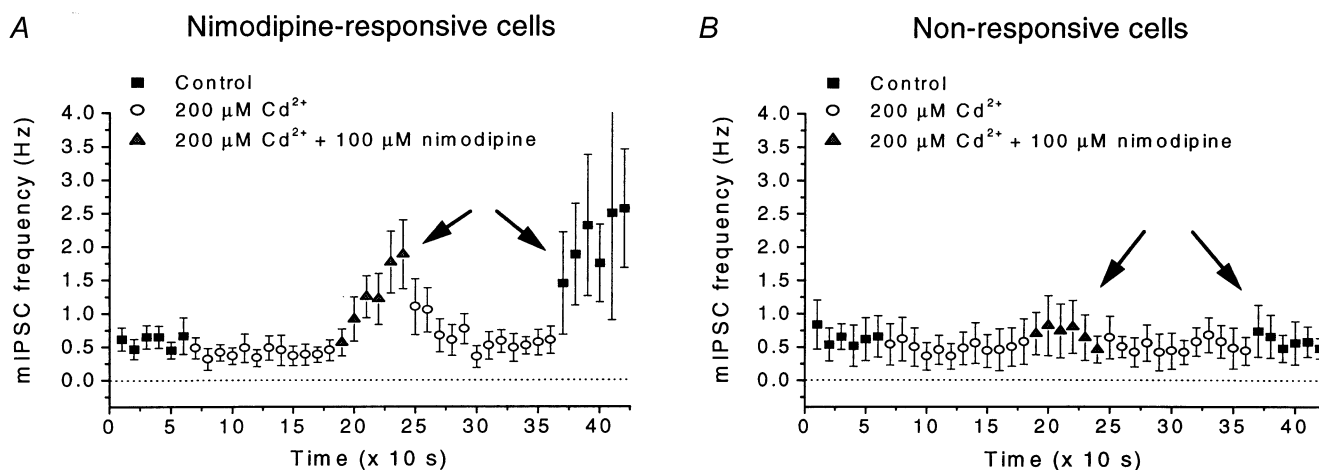 A Nimodipine-responsive cells
Control
200 μM Cd²⁺
200 μM Cd²⁺ + 100 μM nimodipine
mIPSC frequency (Hz)
4.0
3.5
3.0
2.5
2.0
1.5
1.0
0.5
0.0
0 5 10 15 20 25 30 35 40
Time (x 10 s)
B Non-responsive cells
Control
200 μM Cd²⁺
200 μM Cd²⁺ + 100 μM nimodipine
mIPSC frequency (Hz)
4.0
3.5
3.0
2.5
2.0
1.5
1.0
0.5
0.0
0 5 10 15 20 25 30 35 40
Time (x 10 s)